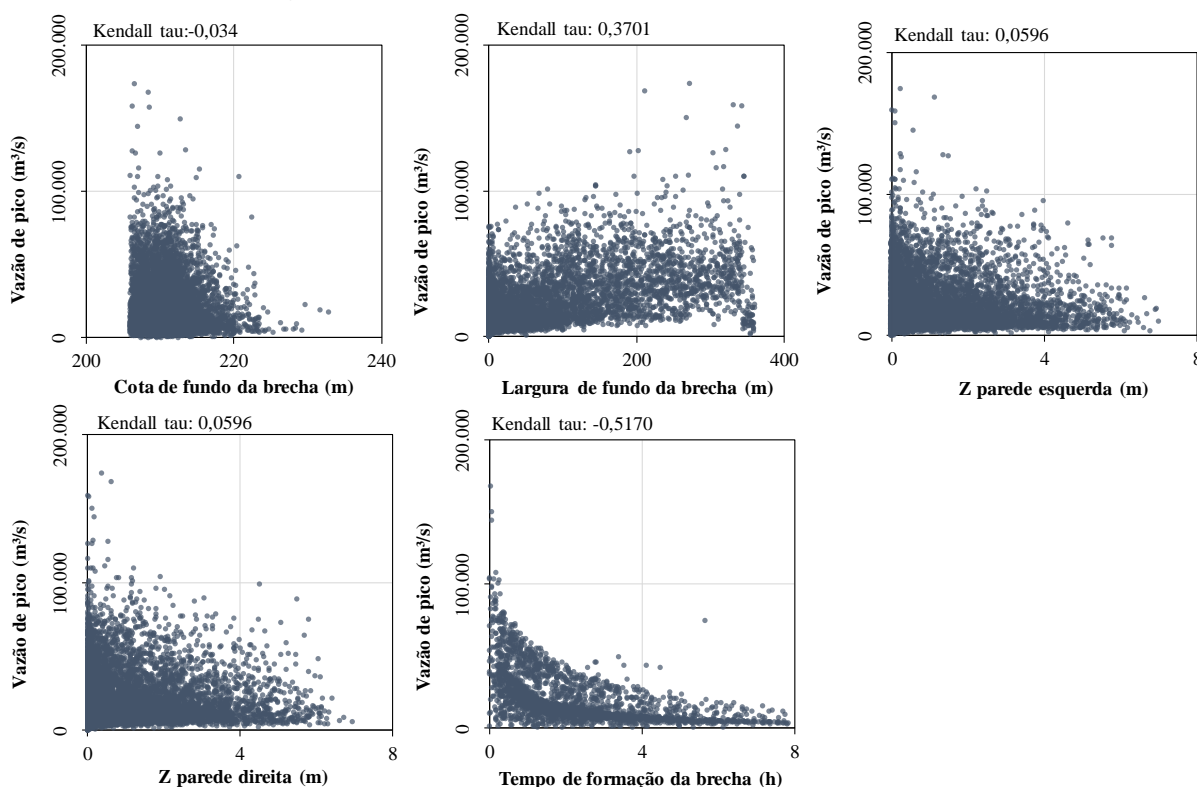 Kendall tau:-0,034
200.000
100.000
0
Vazão de pico (m³/s)
200
220
240
Cota de fundo da brecha (m)
Kendall tau: 0,3701
200.000
100.000
0
Vazão de pico (m³/s)
0
200
400
Largura de fundo da brecha (m)
Kendall tau: 0,0596
200.000
100.000
0
Vazão de pico (m³/s)
0
4
8
Z parede esquerda (m)
Kendall tau: 0,0596
200.000
100.000
0
Vazão de pico (m³/s)
0
4
8
Z parede direita (m)
Kendall tau: -0,5170
200.000
100.000
0
Vazão de pico (m³/s)
0
4
8
Tempo de formação da brecha (h)